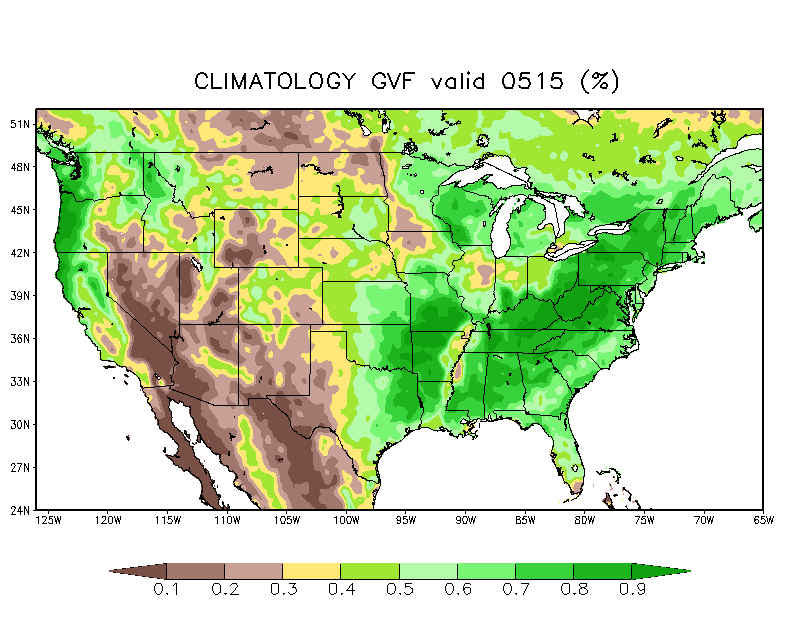 CLIMATOLOGY GVF valid 0515 (%)
51N
48N
45N
42N
39N
36N
33N
30N
27N
24N
125W 120W 115W 110W 105W 100W 95W 90W 85W 80W 75W 70W 65W
0.1 0.2 0.3 0.4 0.5 0.6 0.7 0.8 0.9